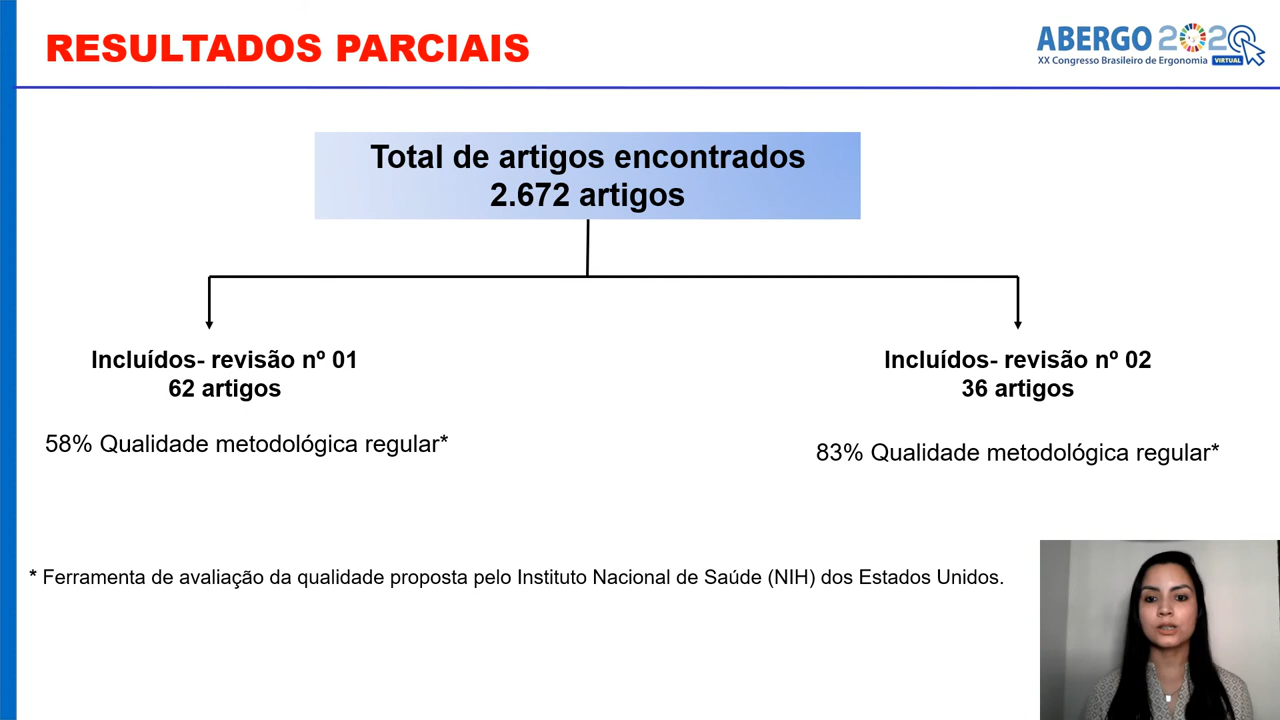 RESULTADOS PARCIAIS
ABERGO 2020
XX Congresso Brasileiro de Ergonomia VIRTUAL
Total de artigos encontrados
2.672 artigos
Incluídos- revisão nº 01
62 artigos
Incluídos- revisão nº 02
36 artigos
58% Qualidade metodológica regular*
83% Qualidade metodológica regular*
* Ferramenta de avaliação da qualidade proposta pelo Instituto Nacional de Saúde (NIH) dos Estados Unidos.